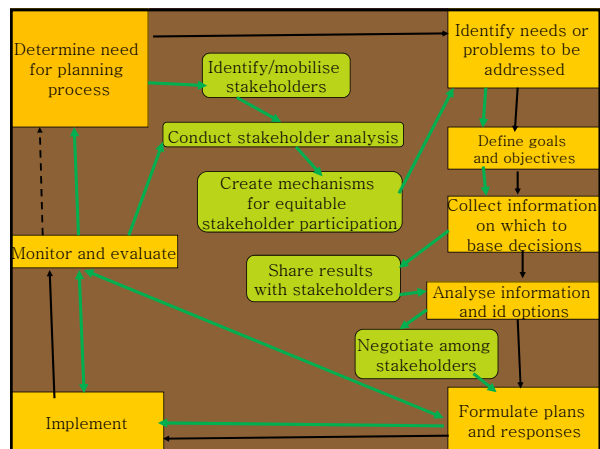 Determine need
for planning
process
Identify needs or
problems to be
addressed
Identify/mobilise
stakeholders
Conduct stakeholder analysis
Define goals
and objectives
Create mechanisms
for equitable
stakeholder participation
Collect information
on which to
base decisions
Monitor and evaluate
Share results
with stakeholders
Analyse information
and id options
Negotiate among
stakeholders
Implement
Formulate plans
and responses